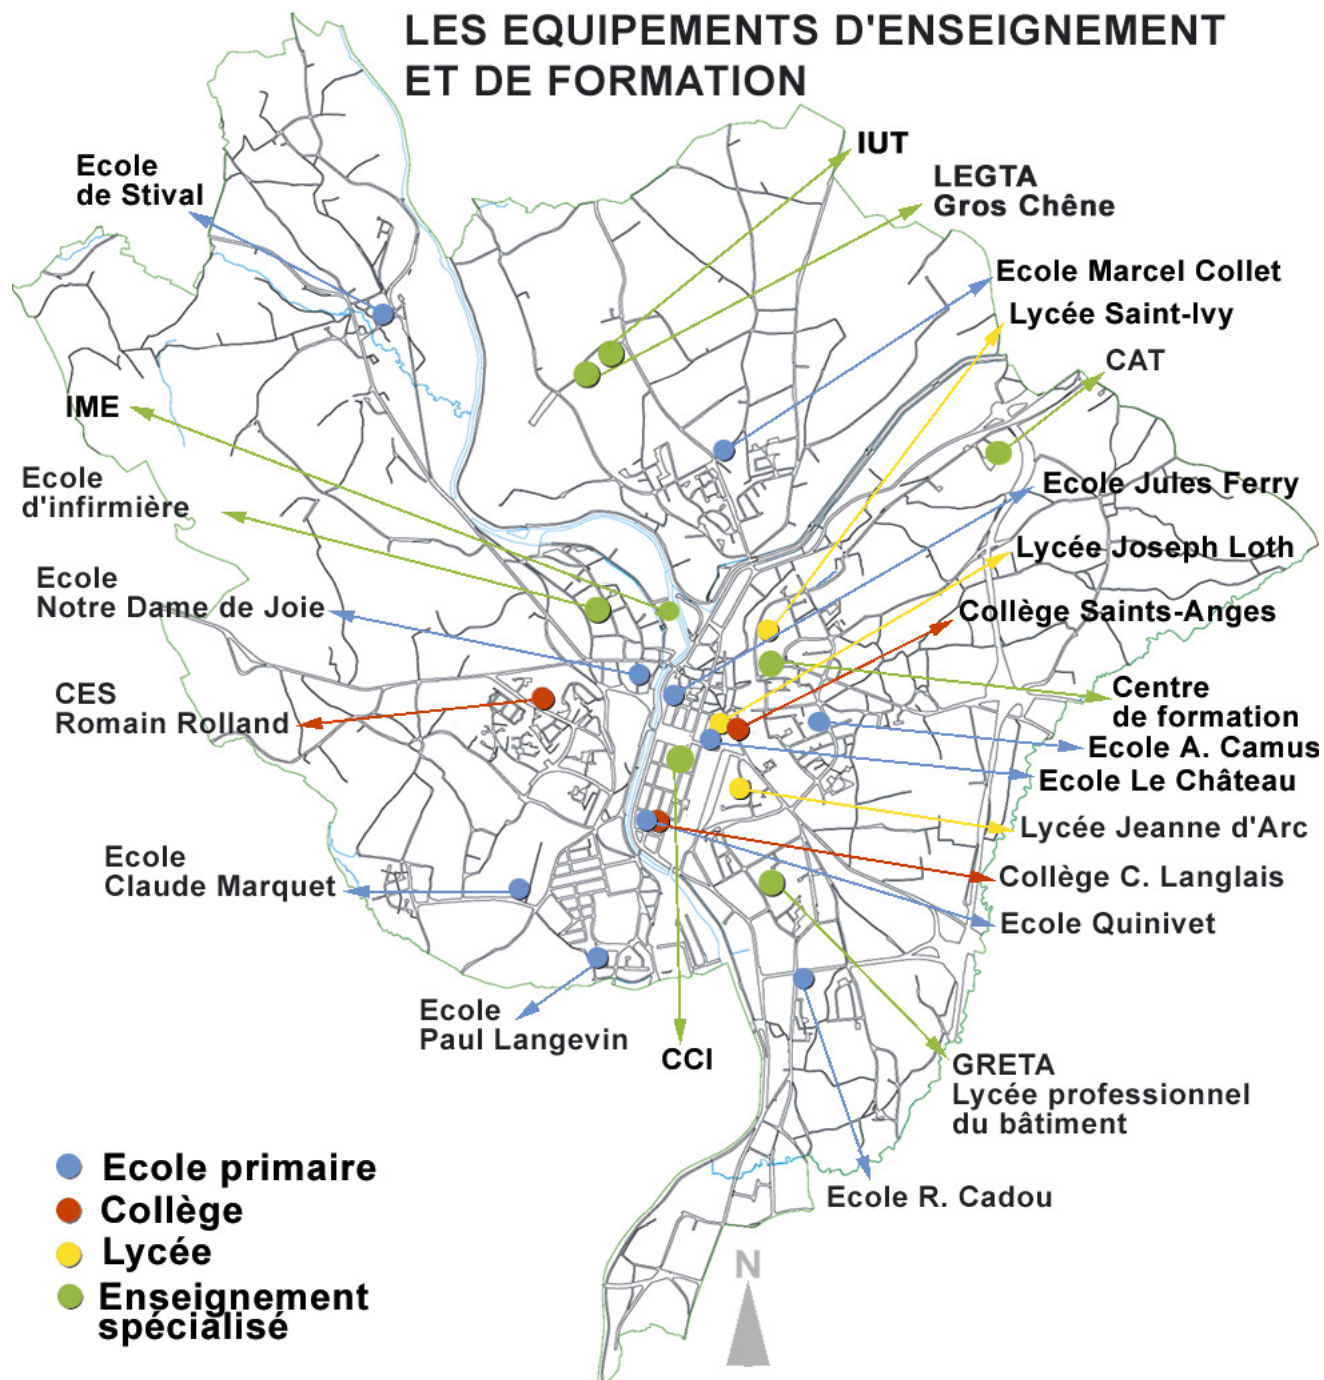 LES EQUIPEMENTS D'ENSEIGNEMENT
ET DE FORMATION
IUT
Ecole
de Stival
LEGTA
Gros Chêne
Ecole Marcel Collet
Lycée Saint-Ivy
CAT
IME
Ecole
d'infirmière
Ecole Jules Ferry
Lycée Joseph Loth
Ecole
Notre Dame de Joie
Collège Saints-Anges
CES
Romain Rolland
Centre
de formation
Ecole A. Camus
Ecole Le Château
Lycée Jeanne d'Arc
Ecole
Claude Marquet
Collège C. Langlais
Ecole Quinivet
Ecole
Paul Langevin
CCI
GRETA
Lycée professionnel
du bâtiment
Ecole R. Cadou
Ecole primaire
Collège
Lycée
Enseignement
spécialisé
N